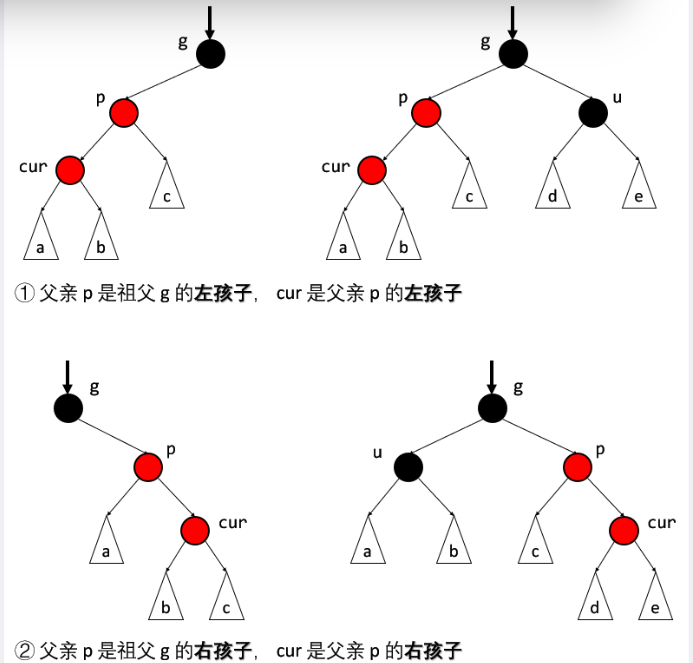 g g
p p u
cur cur
c c d e
a b a b
① 父亲 p 是祖父 g 的左孩子， cur 是父亲 p 的左孩子
g g
p u p
cur cur
a a b c
b c d e
② 父亲 p 是祖父 g 的右孩子， cur 是父亲 p 的右孩子